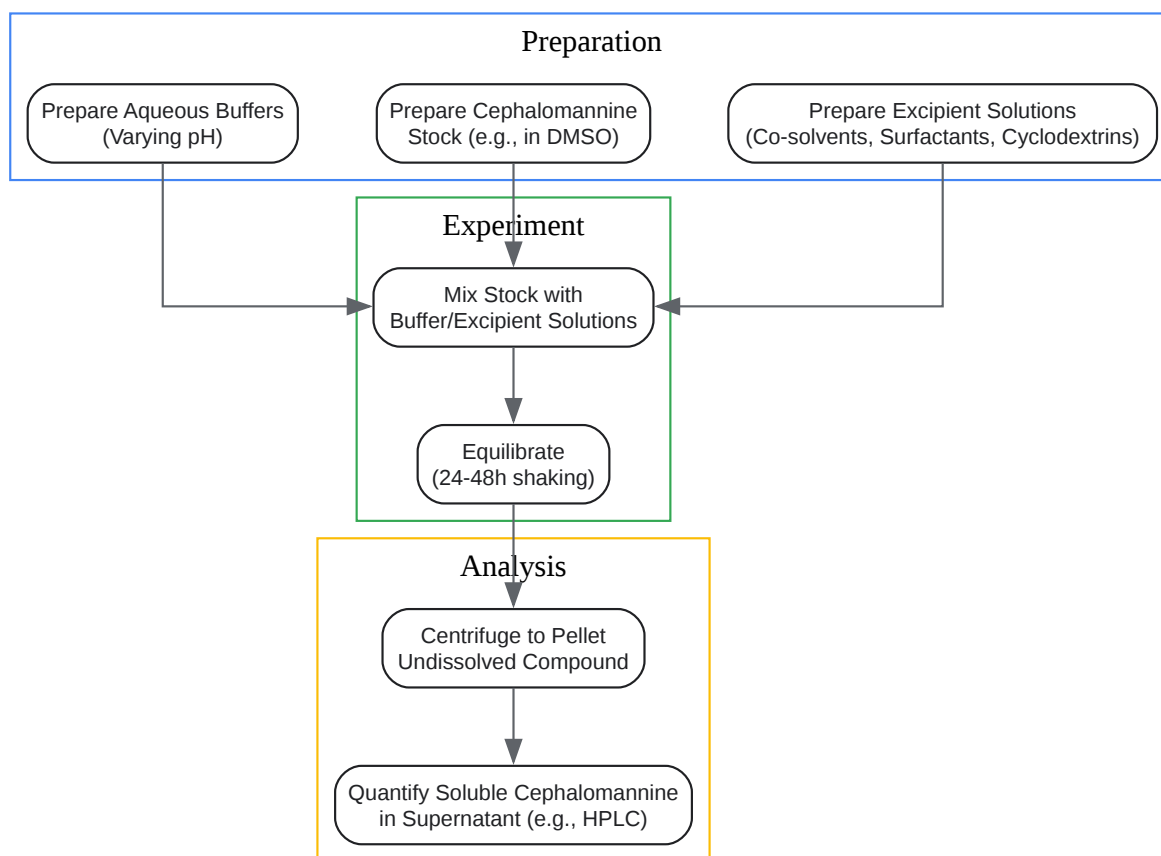 Preparation
Prepare Aqueous Buffers
(Varying pH)
Prepare Cephalomannine
Stock (e.g., in DMSO)
Prepare Excipient Solutions
(Co-solvents, Surfactants, Cyclodextrins)
Experiment
Mix Stock with
Buffer/Excipient Solutions
Equilibrate
(24-48h shaking)
Analysis
Centrifuge to Pellet
Undissolved Compound
Quantify Soluble Cephalomannine
in Supernatant (e.g., HPLC)